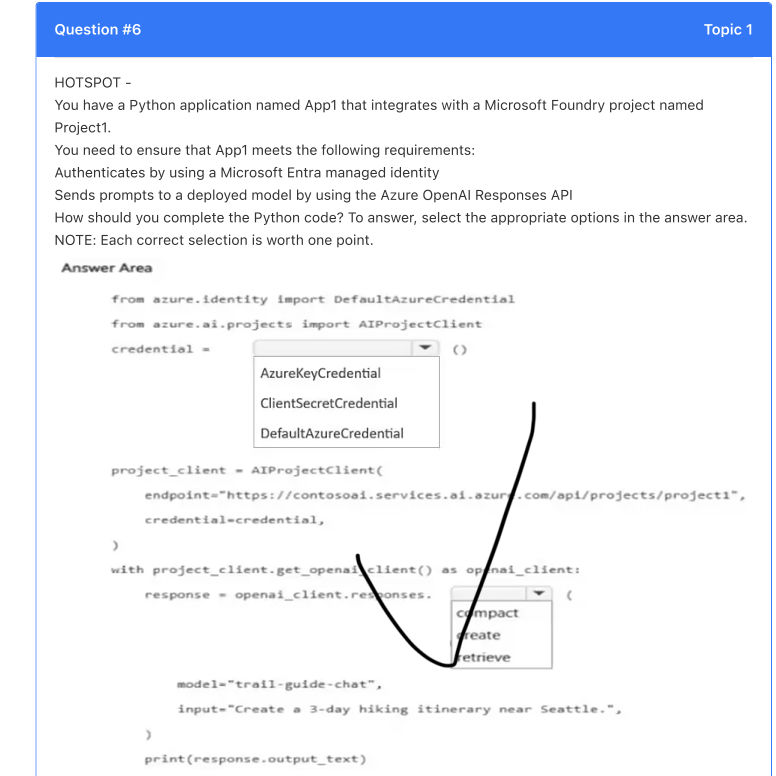 Question #6 Topic 1
HOTSPOT -
You have a Python application named App1 that integrates with a Microsoft Foundry project named
Project1.
You need to ensure that App1 meets the following requirements:
Authenticates by using a Microsoft Entra managed identity
Sends prompts to a deployed model by using the Azure OpenAI Responses API
How should you complete the Python code? To answer, select the appropriate options in the answer area.
NOTE: Each correct selection is worth one point.
Answer Area
from azure.identity import DefaultAzureCredential
from azure.ai.projects import AIProjectClient
credential = ()
AzureKeyCredential
ClientSecretCredential
DefaultAzureCredential
project_client = AIProjectClient(
endpoint="https://contosoai.services.ai.azure.com/api/projects/project1",
credential=credential,
)
with project_client.get_openai_client() as openai_client:
response = openai_client.responses. (
compact
create
retrieve
model="trail-guide-chat",
input="Create a 3-day hiking itinerary near Seattle.",
)
print(response.output_text)